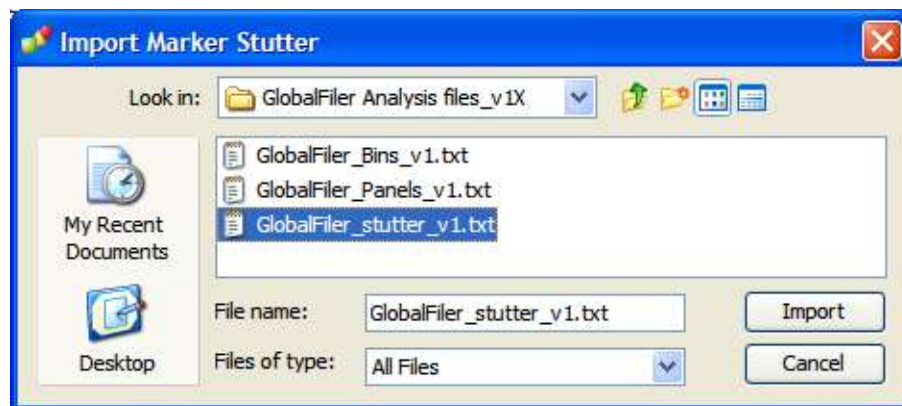 Import Marker Stutter
Look in: GlobalFiler Analysis files_v1X
GlobalFiler_Bins_v1.txt
GlobalFiler_Panels_v1.txt
GlobalFiler_stutter_v1.txt
My Recent
Documents
Desktop
File name: GlobalFiler_stutter_v1.txt Import
Files of type: All Files Cancel